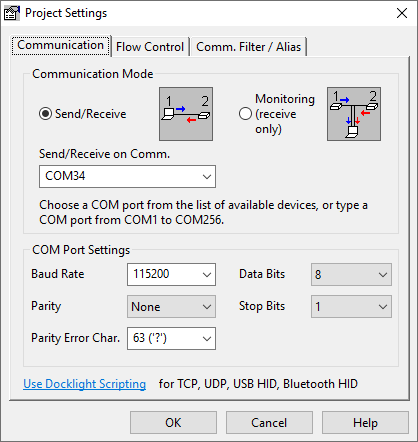 Project Settings
Communication
Flow Control
Comm. Filter / Alias
Communication Mode
Send/Receive
1 2
Monitoring
(receive
only)
1 2
Send/Receive on Comm.
COM34
Choose a COM port from the list of available devices, or type a
COM port from COM1 to COM256.
COM Port Settings
Baud Rate
115200
Data Bits
8
Parity
None
Stop Bits
1
Parity Error Char.
63 ('?')
Use Docklight Scripting for TCP, UDP, USB HID, Bluetooth HID
OK
Cancel
Help